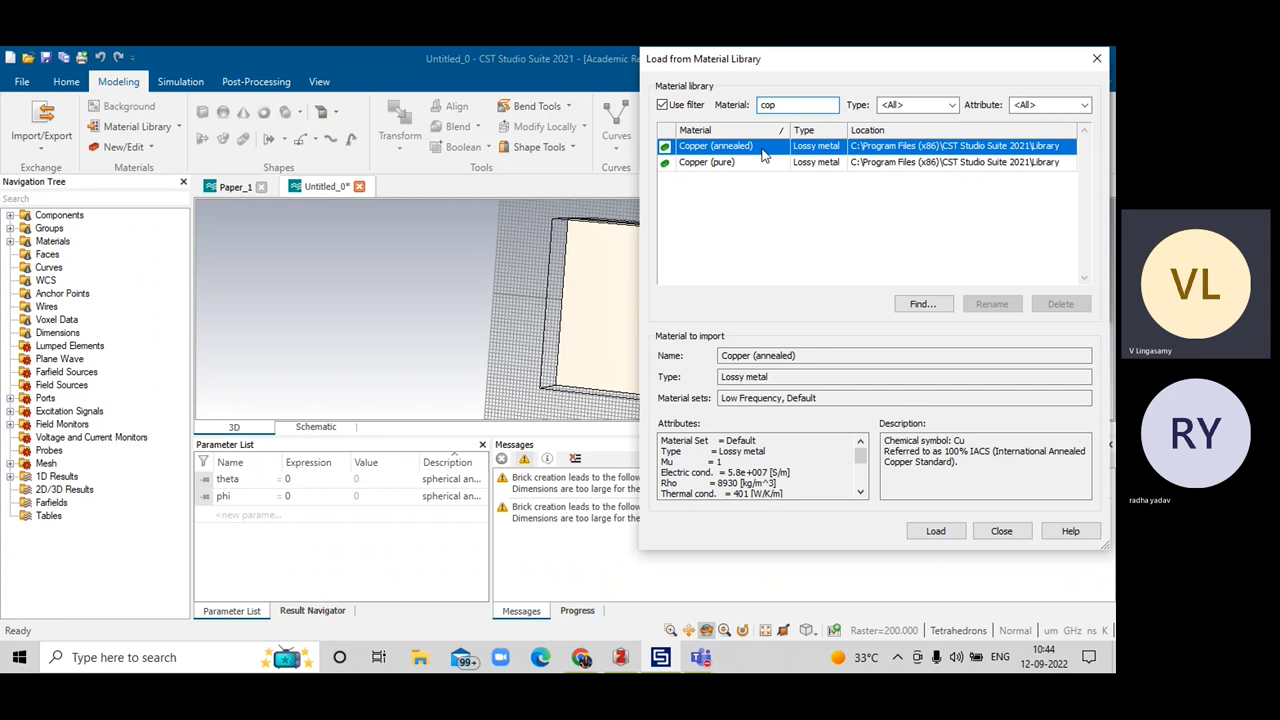 Untitled_0 - CST Studio Suite 2021 - [Academic Re
Load from Material Library
File Home Modeling Simulation Post-Processing View
Import/Export
Exchange
Background
Material Library
New/Edit
Materials
Shapes
Transform
Align
Blend
Boolean
Bend Tools
Modify Locally
Shape Tools
Tools
Curves
Curves
Material library
Use filter Material: cop Type: <All> Attribute: <All>
Material / Type Location
Copper (annealed) Lossy metal C:\Program Files (x86)\CST Studio Suite 2021\Library
Copper (pure) Lossy metal C:\Program Files (x86)\CST Studio Suite 2021\Library
Find... Rename Delete
Material to import
Name: Copper (annealed)
Type: Lossy metal
Material sets: Low Frequency, Default
Attributes:
Material Set = Default
Type = Lossy metal
Mu = 1
Electric cond. = 5.8e+007 [S/m]
Rho = 8930 [kg/m^3]
Thermal cond. = 401 [W/K/m]
Description:
Chemical symbol: Cu
Referred to as 100% IACS (International Annealed
Copper Standard).
Load Close Help
Navigation Tree
Search
Components
Groups
Materials
Faces
Curves
WCS
Anchor Points
Wires
Voxel Data
Dimensions
Lumped Elements
Plane Wave
Farfield Sources
Field Sources
Ports
Excitation Signals
Field Monitors
Voltage and Current Monitors
Probes
Mesh
1D Results
2D/3D Results
Farfields
Tables
Paper_1 Untitled_0*
3D Schematic
Parameter List
Name Expression Value Description
theta = 0 0 spherical an...
phi = 0 0 spherical an...
<new parame...
Parameter List Result Navigator
Messages
Brick creation leads to the follo
Dimensions are too large for the
Brick creation leads to the follo
Dimensions are too large for the
Messages Progress
Ready
Raster=200.000 Tetrahedrons Normal um GHz ns K
Type here to search
99+
33°C
ENG
10:44
12-09-2022
VL
V Lingasamy
RY
radha yadav